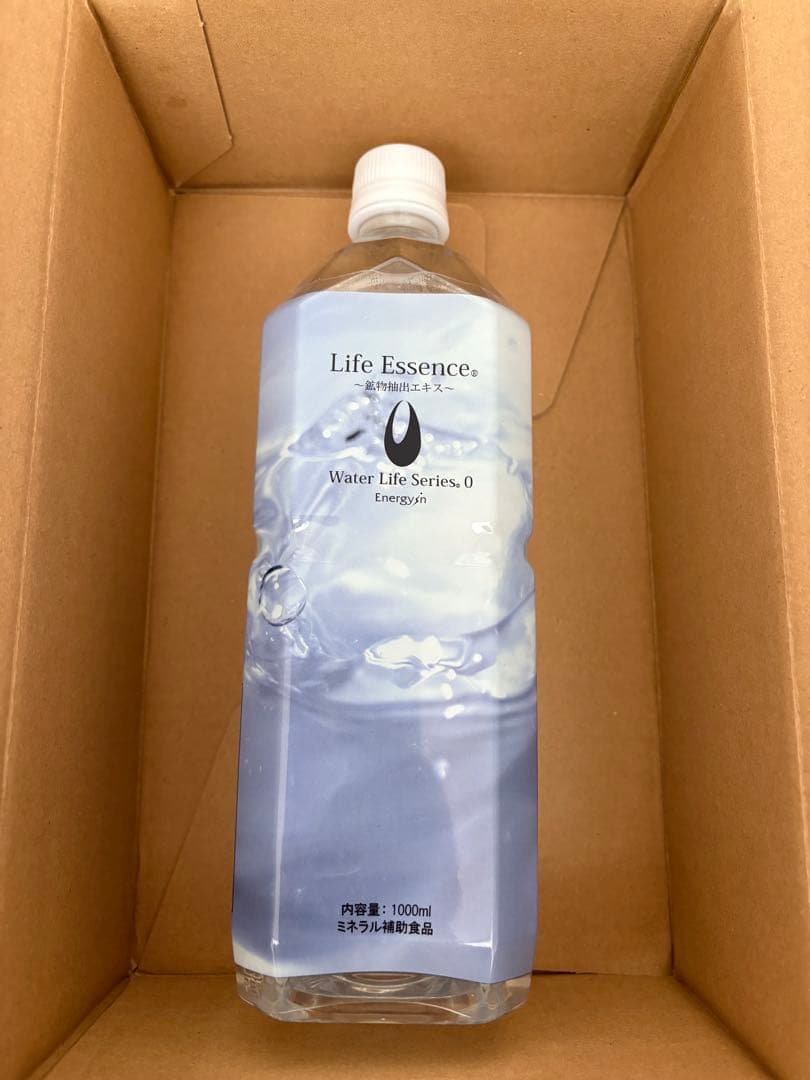 Life Essence®
～鉱物抽出エキス～
Water Life Series® 0
Energysin
内容量：1000ml
ミネラル補助食品